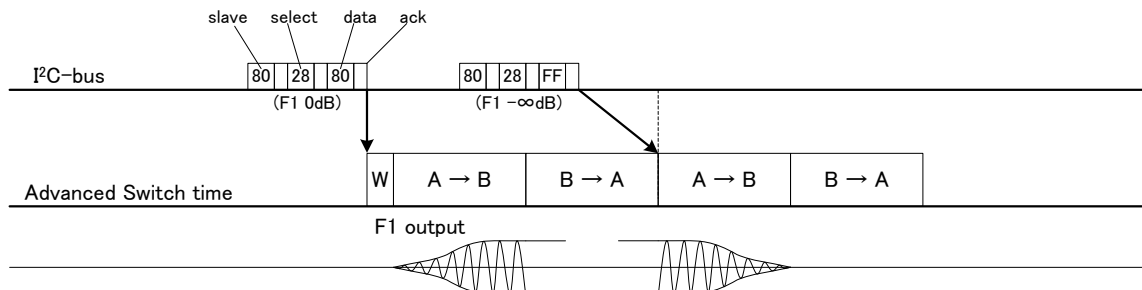 slave select data ack
I²C-bus 80 28 80 80 28 FF
(F1 0dB) (F1 −∞dB)
Advanced Switch time W A → B B → A A → B B → A
F1 output